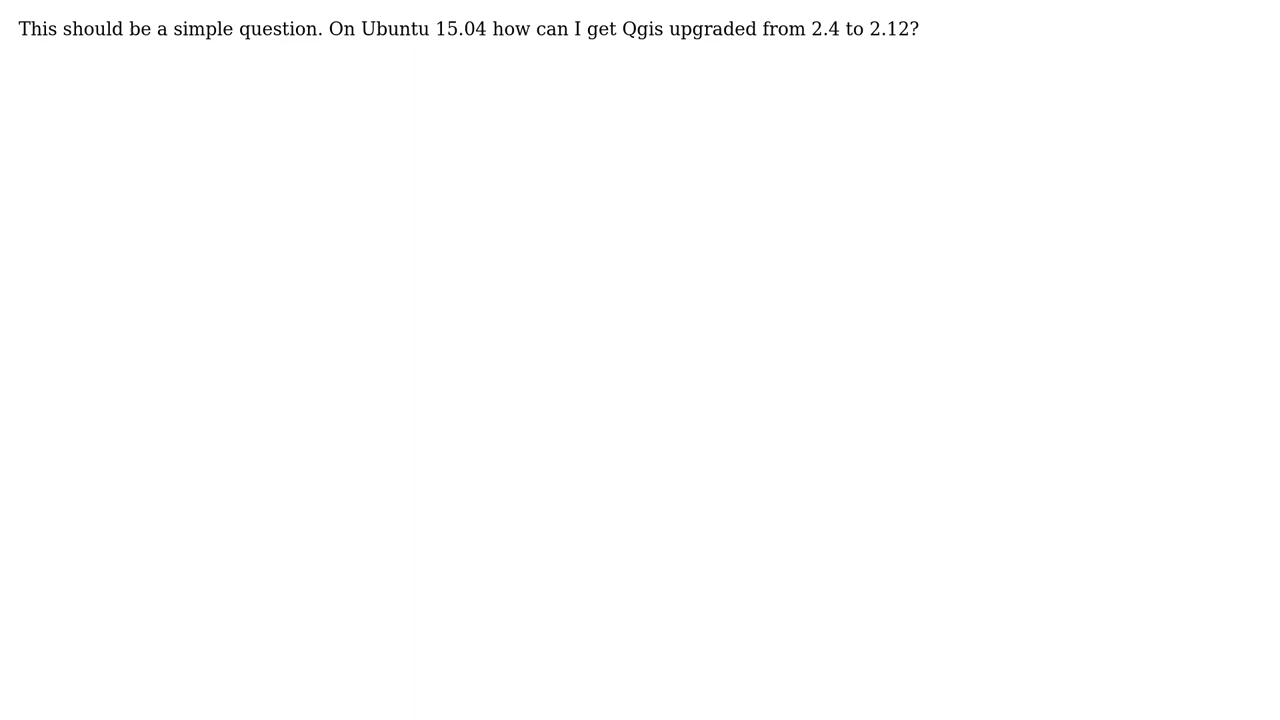 This should be a simple question. On Ubuntu 15.04 how can I get Qgis upgraded from 2.4 to 2.12?